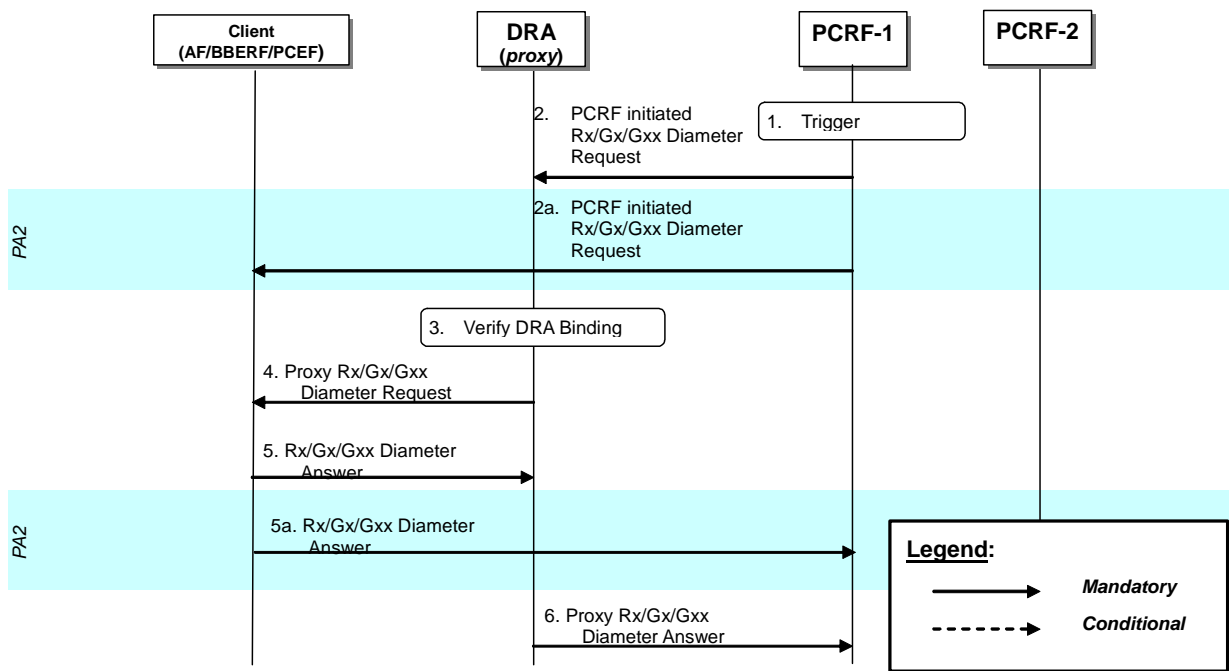 Client
(AF/BBERF/PCEF)
DRA
(proxy)
PCRF-1
PCRF-2
1. Trigger
2. PCRF initiated
Rx/Gx/Gxx Diameter
Request
PA2
2a. PCRF initiated
Rx/Gx/Gxx Diameter
Request
3. Verify DRA Binding
4. Proxy Rx/Gx/Gxx
Diameter Request
5. Rx/Gx/Gxx Diameter
Answer
PA2
5a. Rx/Gx/Gxx Diameter
Answer
6. Proxy Rx/Gx/Gxx
Diameter Answer
Legend:
Mandatory
Conditional